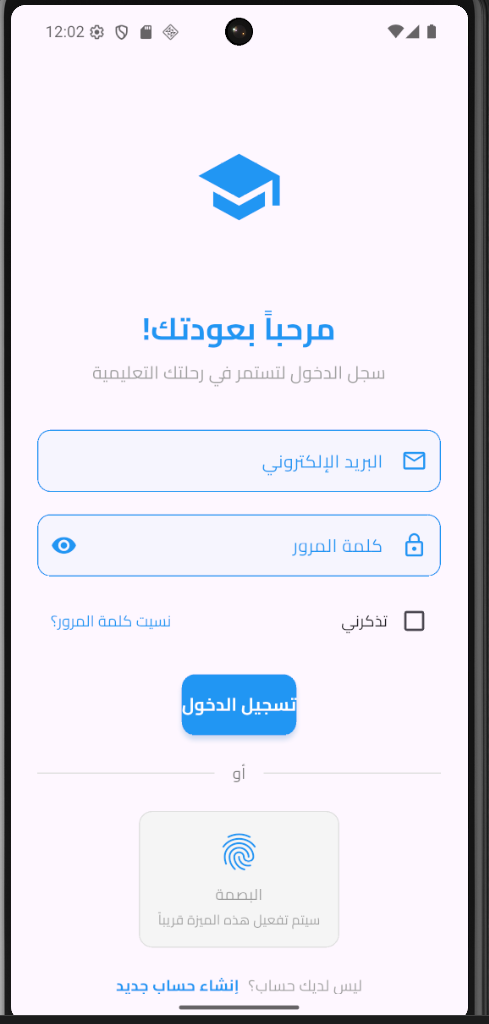 12:02
مرحباً بعودتك!
سجل الدخول لتستمر في رحلتك التعليمية
البريد الإلكتروني
كلمة المرور
تذكرني
نسيت كلمة المرور؟
تسجيل الدخول
أو
البصمة
سيتم تفعيل هذه الميزة قريباً
ليس لديك حساب؟ إنشاء حساب جديد